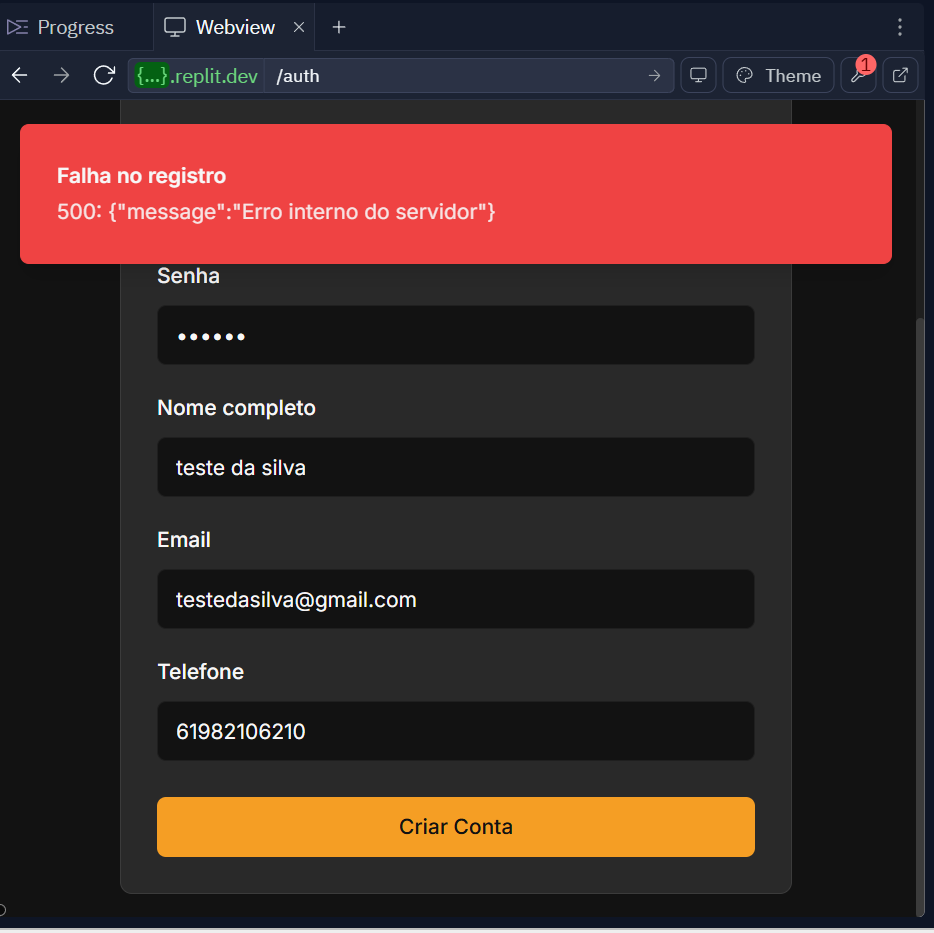 Progress
Webview
{...}.replit.dev /auth
Theme
1
Falha no registro
500: {"message":"Erro interno do servidor"}
Senha
••••••
Nome completo
teste da silva
Email
testedasilva@gmail.com
Telefone
61982106210
Criar Conta